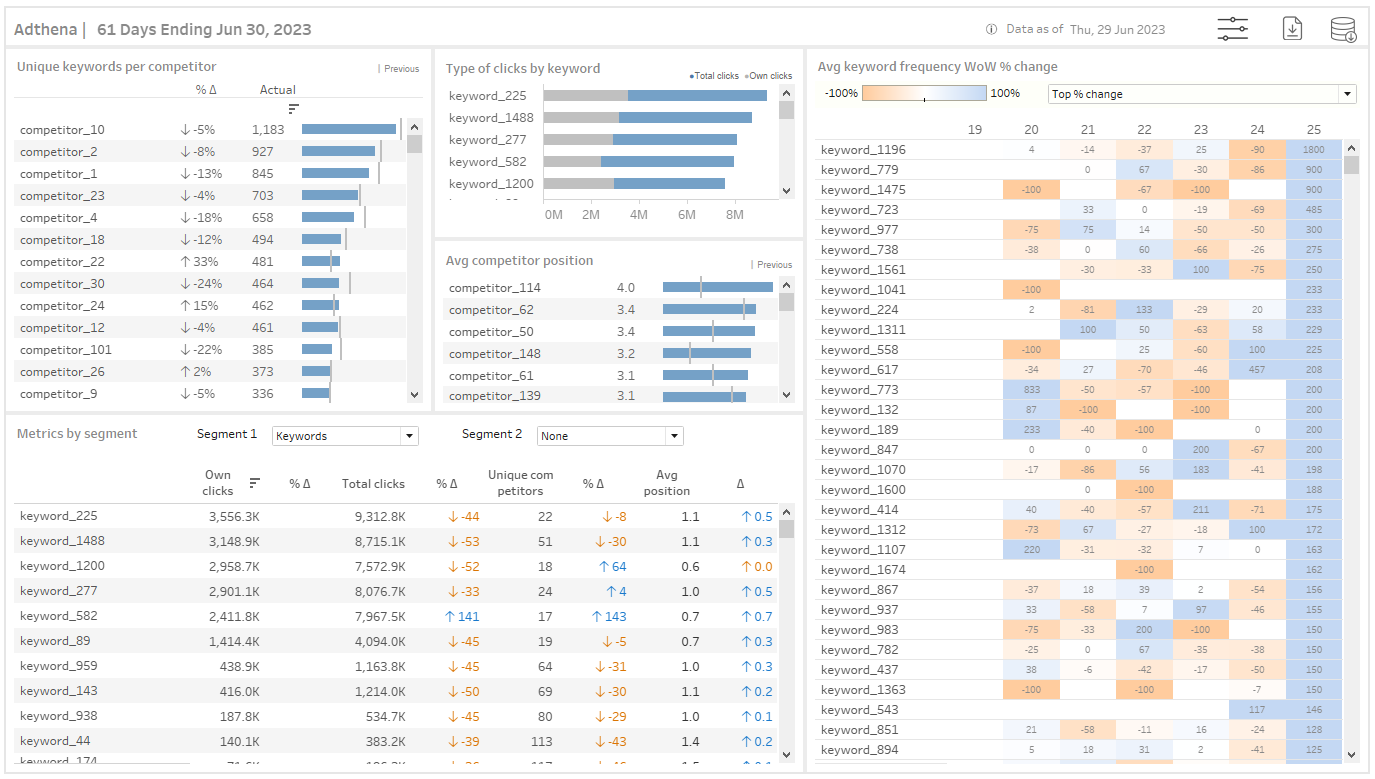 Adthena | 61 Days Ending Jun 30, 2023
Data as of Thu, 29 Jun 2023
Unique keywords per competitor
| Previous
% Δ Actual
competitor_10 ↓ -5% 1,183
competitor_2 ↓ -8% 927
competitor_1 ↓ -13% 845
competitor_23 ↓ -4% 703
competitor_4 ↓ -18% 658
competitor_18 ↓ -12% 494
competitor_22 ↑ 33% 481
competitor_30 ↓ -24% 464
competitor_24 ↑ 15% 462
competitor_12 ↓ -4% 461
competitor_101 ↓ -22% 385
competitor_26 ↑ 2% 373
competitor_9 ↓ -5% 336
Type of clicks by keyword
•Total clicks •Own clicks
keyword_225
keyword_1488
keyword_277
keyword_582
keyword_1200
0M 2M 4M 6M 8M
Avg competitor position
| Previous
competitor_114 4.0
competitor_62 3.4
competitor_50 3.4
competitor_148 3.2
competitor_61 3.1
competitor_139 3.1
Metrics by segment
Segment 1 Keywords Segment 2 None
Own clicks % Δ Total clicks % Δ Unique com petitors % Δ Avg position Δ
keyword_225 3,556.3K 9,312.8K ↓ -44 22 ↓ -8 1.1 ↑ 0.5
keyword_1488 3,148.9K 8,715.1K ↓ -53 51 ↓ -30 1.1 ↑ 0.3
keyword_1200 2,958.7K 7,572.9K ↓ -52 18 ↑ 64 0.6 ↑ 0.0
keyword_277 2,901.1K 8,076.7K ↓ -33 24 ↑ 4 1.0 ↑ 0.5
keyword_582 2,411.8K 7,967.5K ↑ 141 17 ↑ 143 0.7 ↑ 0.7
keyword_89 1,414.4K 4,094.0K ↓ -45 19 ↓ -5 0.7 ↑ 0.3
keyword_959 438.9K 1,163.8K ↓ -45 64 ↓ -31 1.0 ↑ 0.3
keyword_143 416.0K 1,214.0K ↓ -50 69 ↓ -30 1.1 ↑ 0.2
keyword_938 187.8K 534.7K ↓ -45 80 ↓ -29 1.0 ↑ 0.1
keyword_44 140.1K 383.2K ↓ -39 113 ↓ -43 1.4 ↑ 0.2
keyword_174
Avg keyword frequency WoW % change
-100% 100% Top % change
19 20 21 22 23 24 25
keyword_1196 4 -14 -37 25 -90 1800
keyword_779 0 67 -30 -86 900
keyword_1475 -100 -67 -100 900
keyword_723 33 0 -19 -69 485
keyword_977 -75 75 14 -50 -50 300
keyword_738 -38 0 60 -66 -26 275
keyword_1561 -30 -33 100 -75 250
keyword_1041 -100 233
keyword_224 2 -81 133 -29 20 233
keyword_1311 100 50 -63 58 229
keyword_558 -100 25 -60 100 225
keyword_617 -34 27 -70 -46 457 208
keyword_773 833 -50 -57 -100 200
keyword_132 87 -100 -100 200
keyword_189 233 -40 -100 0 200
keyword_847 0 0 0 200 -67 200
keyword_1070 -17 -86 56 183 -41 198
keyword_1600 0 -100 188
keyword_414 40 -40 -57 211 -71 175
keyword_1312 -73 67 -27 -18 100 172
keyword_1107 220 -31 -32 7 0 163
keyword_1674 -100 162
keyword_867 -37 18 39 2 -54 156
keyword_937 33 -58 7 97 -46 155
keyword_983 -75 -33 200 -100 150
keyword_782 -25 0 67 -35 -38 150
keyword_437 38 -6 -42 -17 -50 150
keyword_1363 -100 -100 -7 150
keyword_543 117 146
keyword_851 21 -58 -11 16 -24 128
keyword_894 5 18 31 2 -41 125